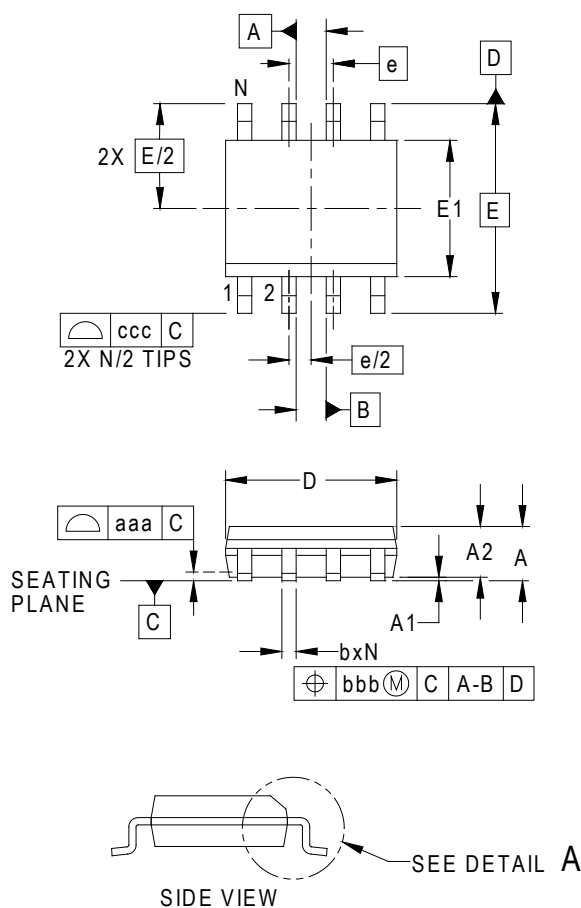 A
e
D
N
2X E/2
E1
E
1 2
ccc C
2X N/2 TIPS
e/2
B
D
aaa C
A2 A
SEATING
PLANE
C
A1
bxN
bbb M C A-B D
SEE DETAIL A
SIDE VIEW